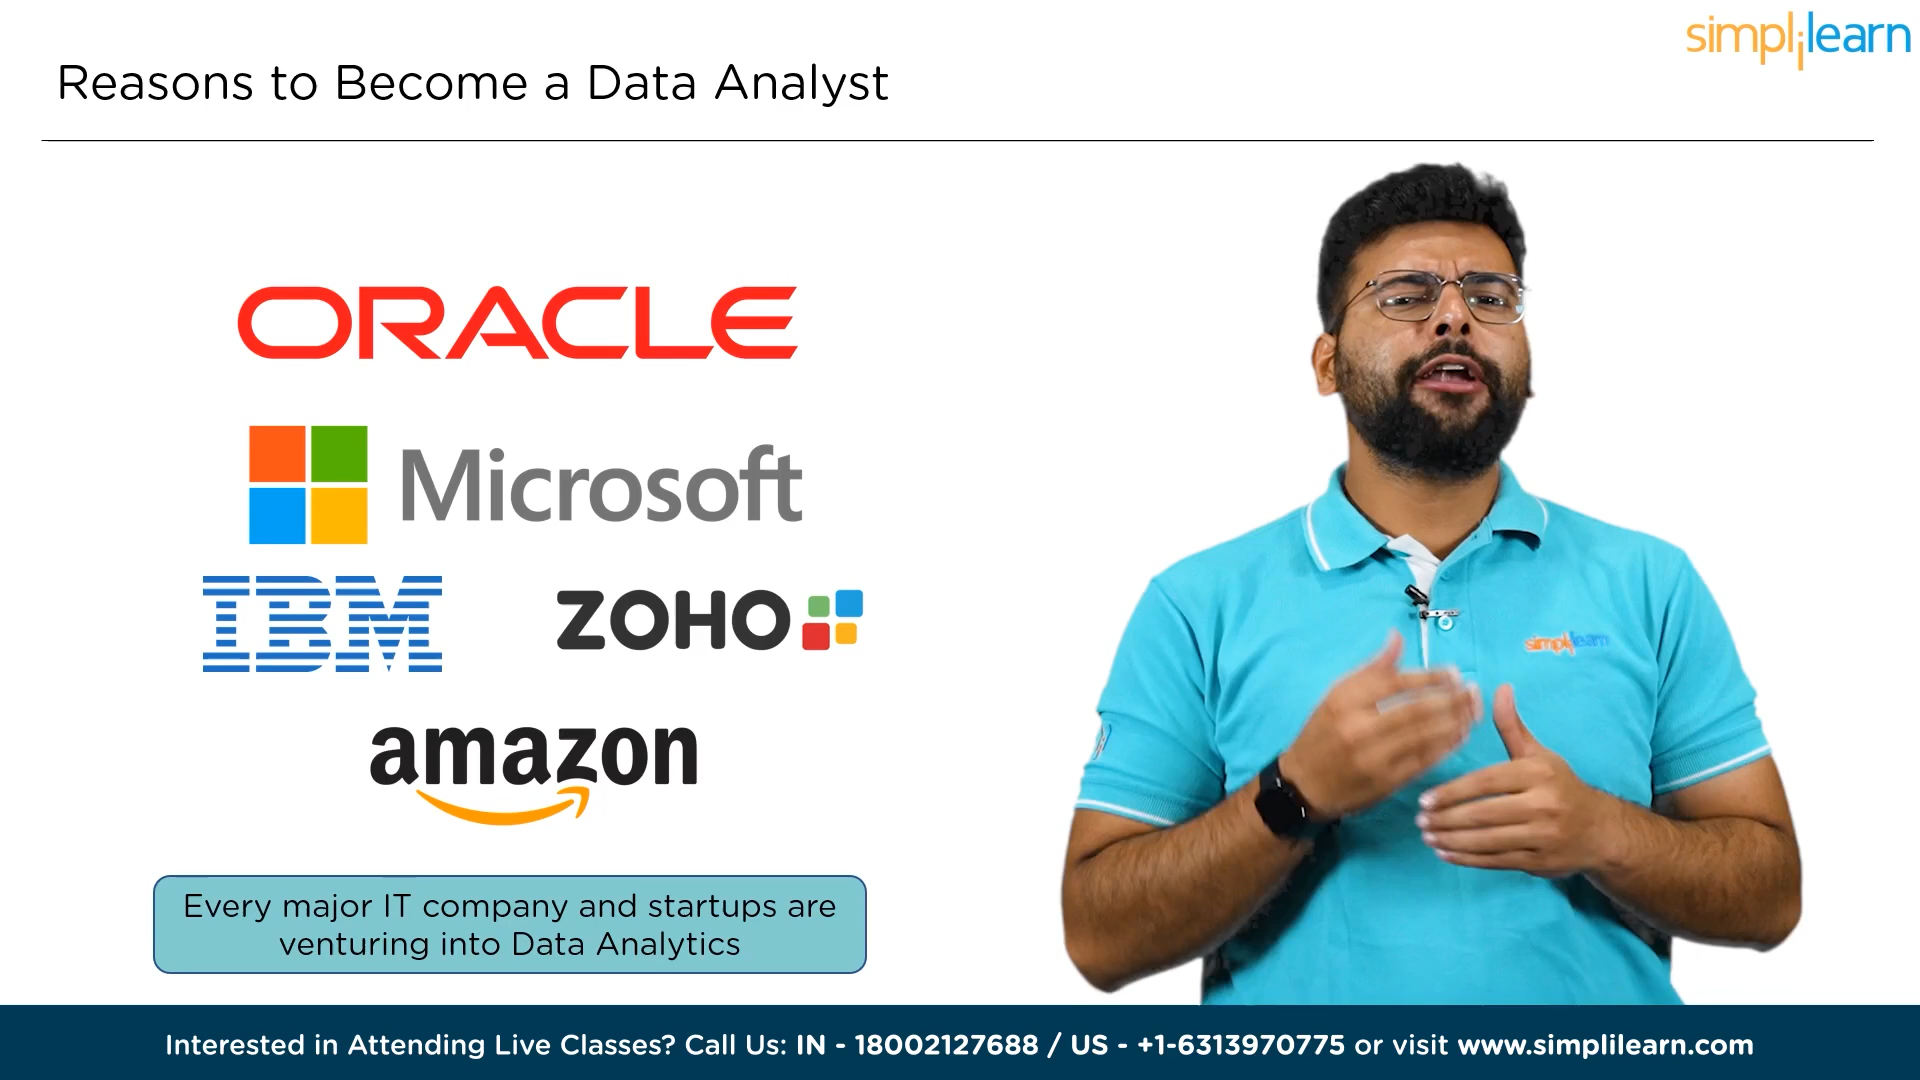 simplilearn
Reasons to Become a Data Analyst
ORACLE
Microsoft
IBM
ZOHO
amazon
simplilearn
Every major IT company and startups are
venturing into Data Analytics
Interested in Attending Live Classes? Call Us: IN - 18002127688 / US - +1-6313970775 or visit www.simplilearn.com